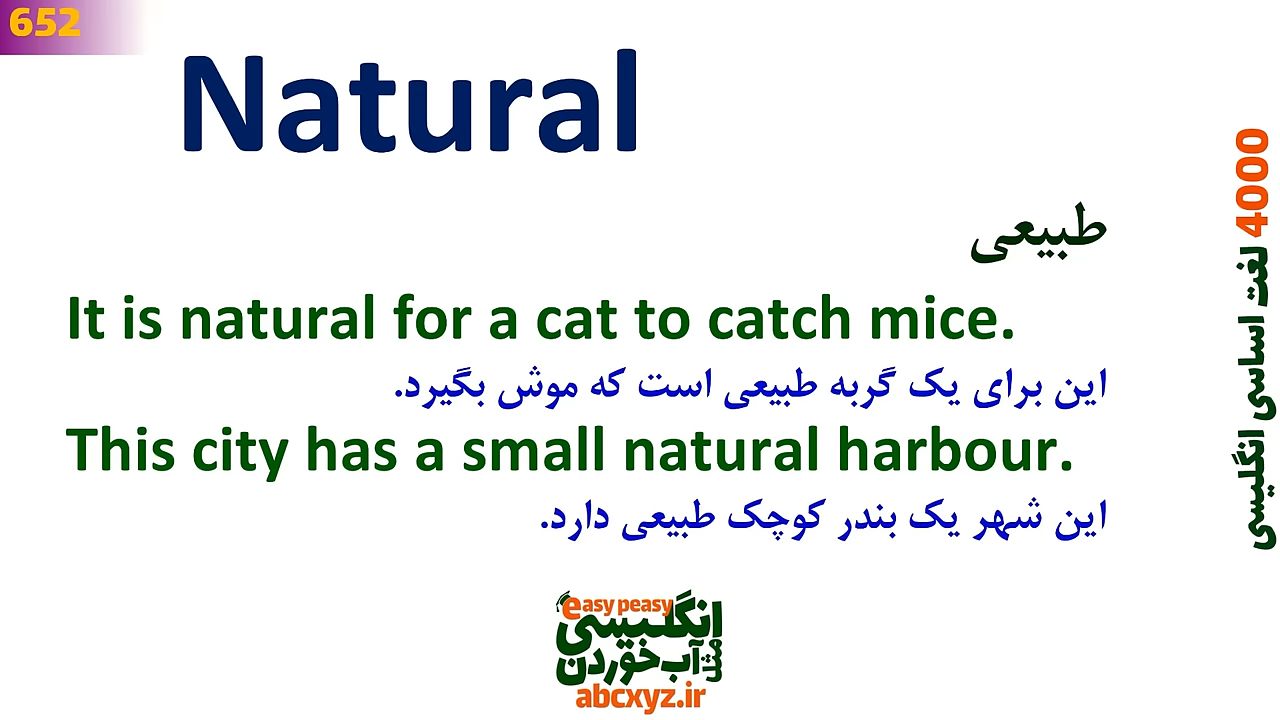 652
Natural
طبیعی
It is natural for a cat to catch mice.
این برای یک گربه طبیعی است که موش بگیرد.
This city has a small natural harbour.
این شهر یک بندر کوچک طبیعی دارد.
4000 لغت اساسی انگلیسی
easy peasy
انگلیسی
مثل آب خوردن
abcxyz.ir